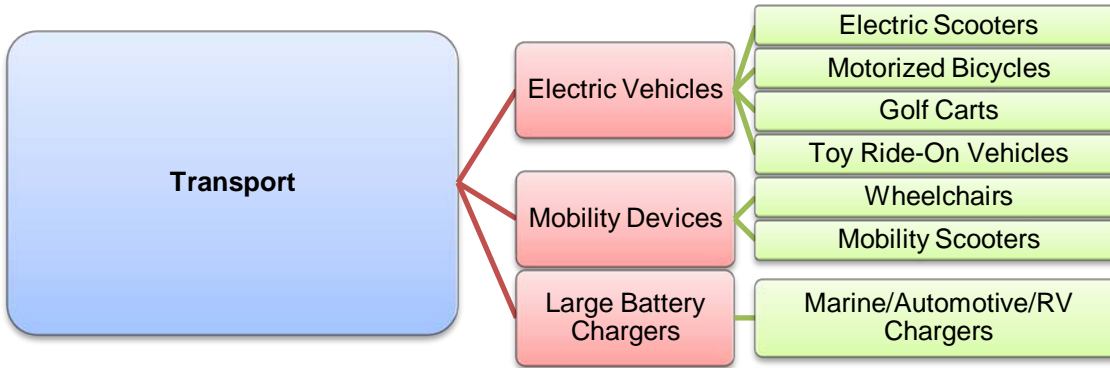 Transport
Electric Vehicles
Electric Scooters
Motorized Bicycles
Golf Carts
Toy Ride-On Vehicles
Mobility Devices
Wheelchairs
Mobility Scooters
Large Battery
Chargers
Marine/Automotive/RV
Chargers